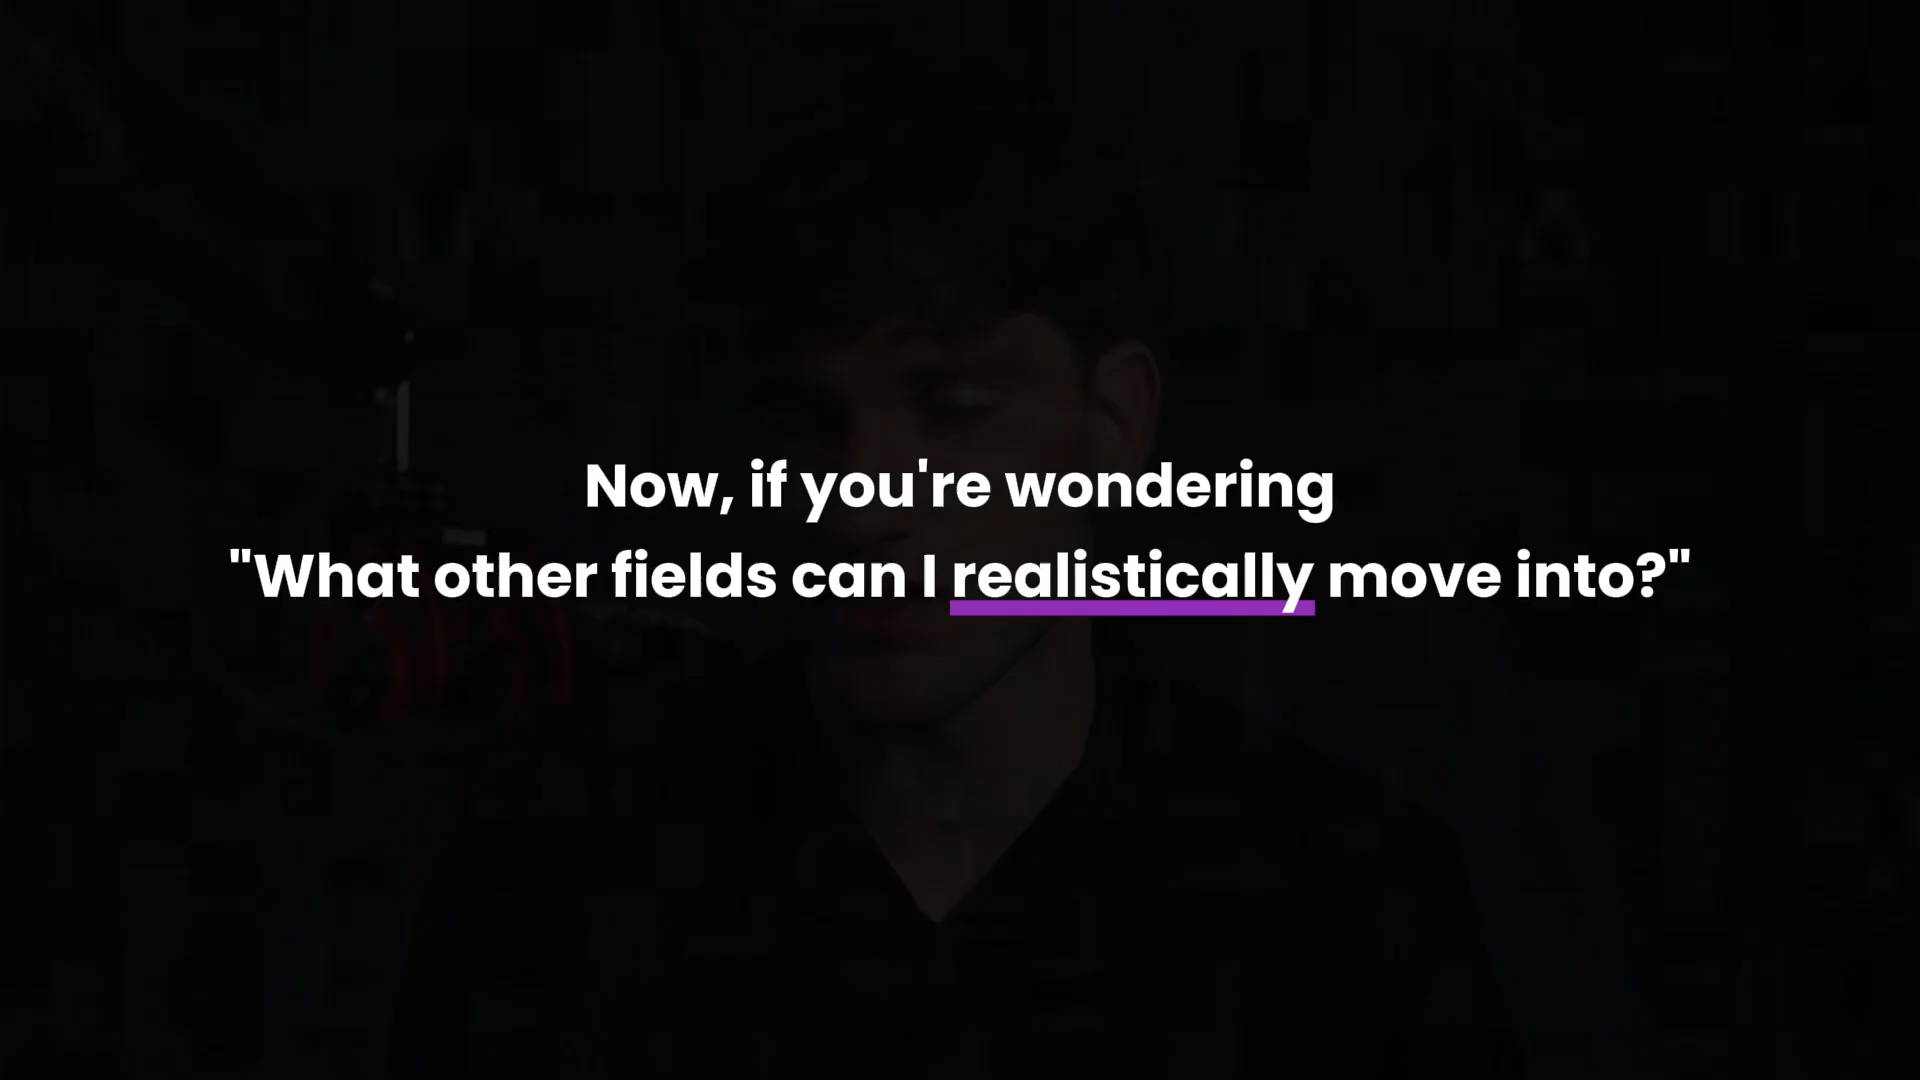 Now, if you're wondering
"What other fields can I realistically move into?"